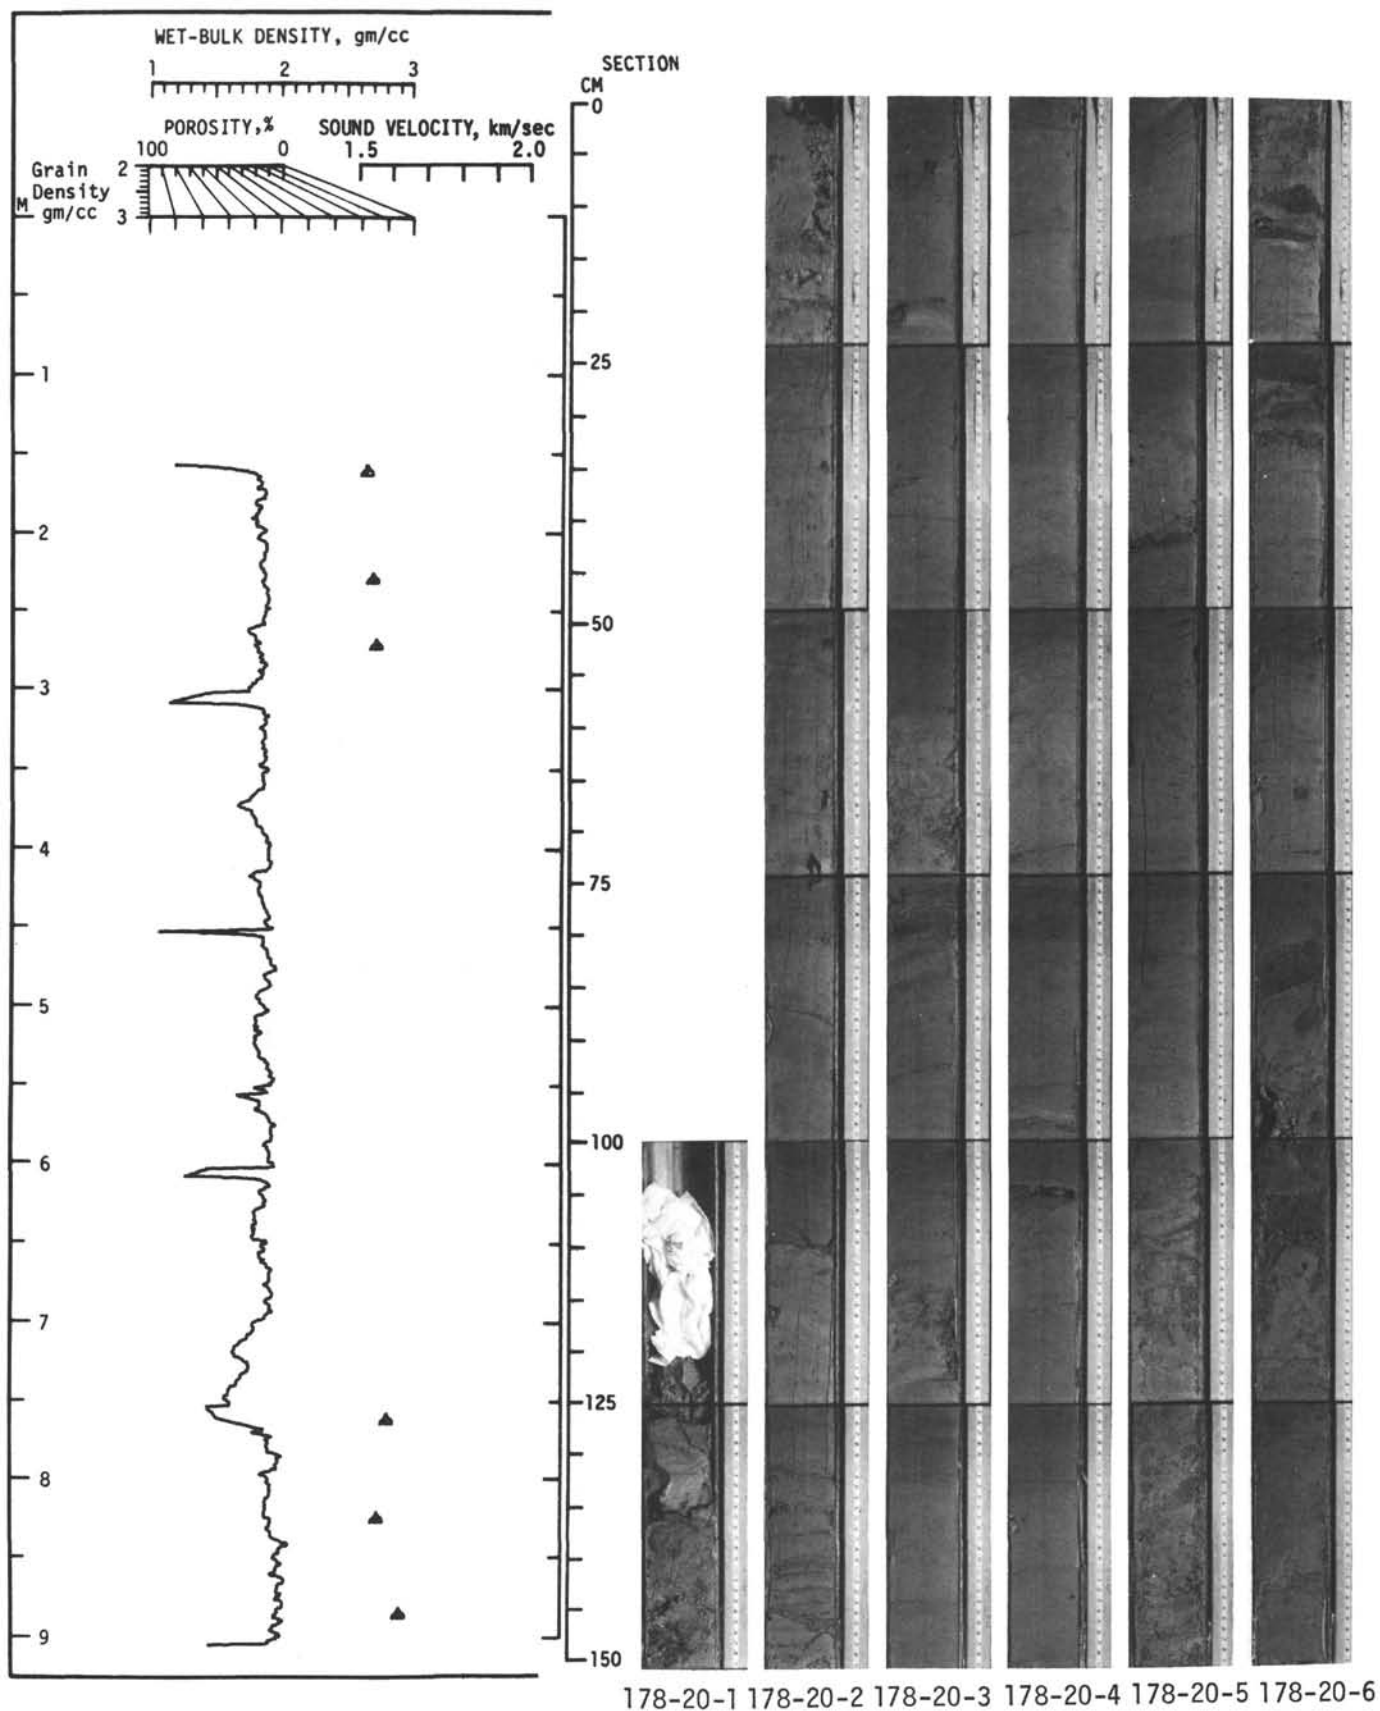 WET-BULK DENSITY, gm/cc
1 2 3
SECTION
CM
POROSITY,% SOUND VELOCITY, km/sec
100 0 1.5 2.0
Grain 2
Density
M gm/cc 3
0
1
25
2
50
3
4
75
5
100
6
7
125
8
9
150
178-20-1 178-20-2 178-20-3 178-20-4 178-20-5 178-20-6